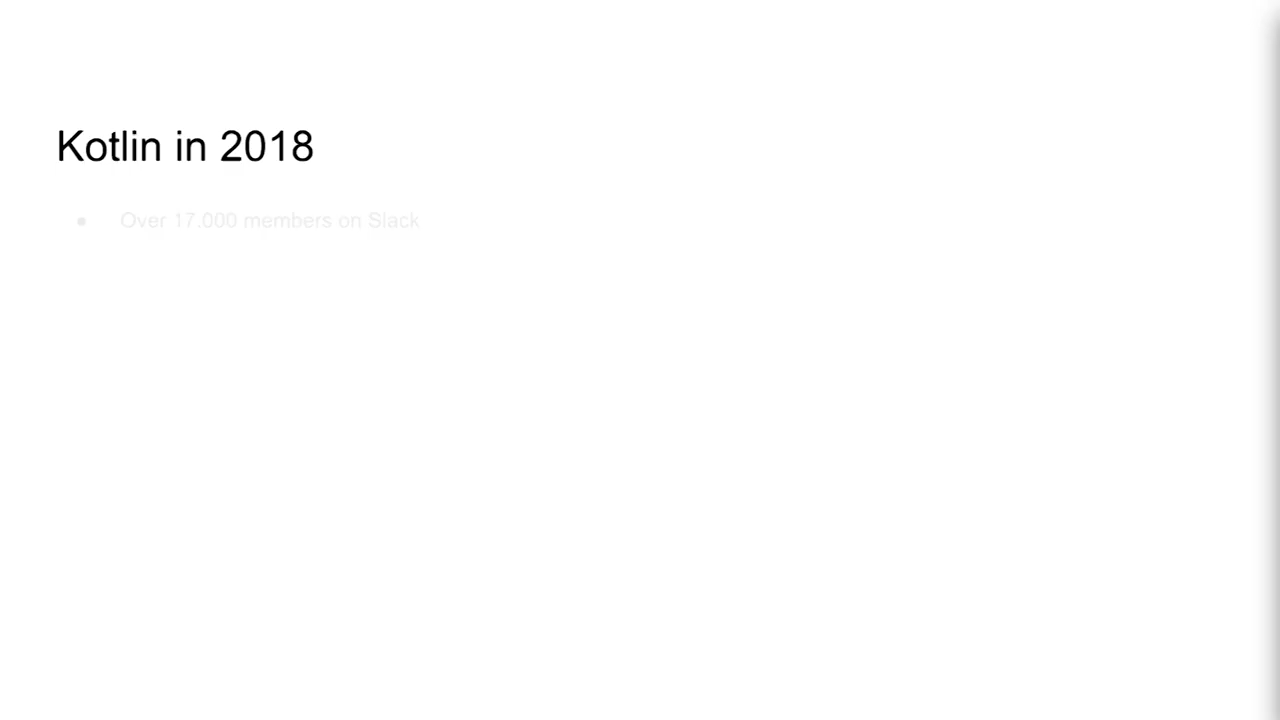 Kotlin in 2018
● Over 17.000 members on Slack